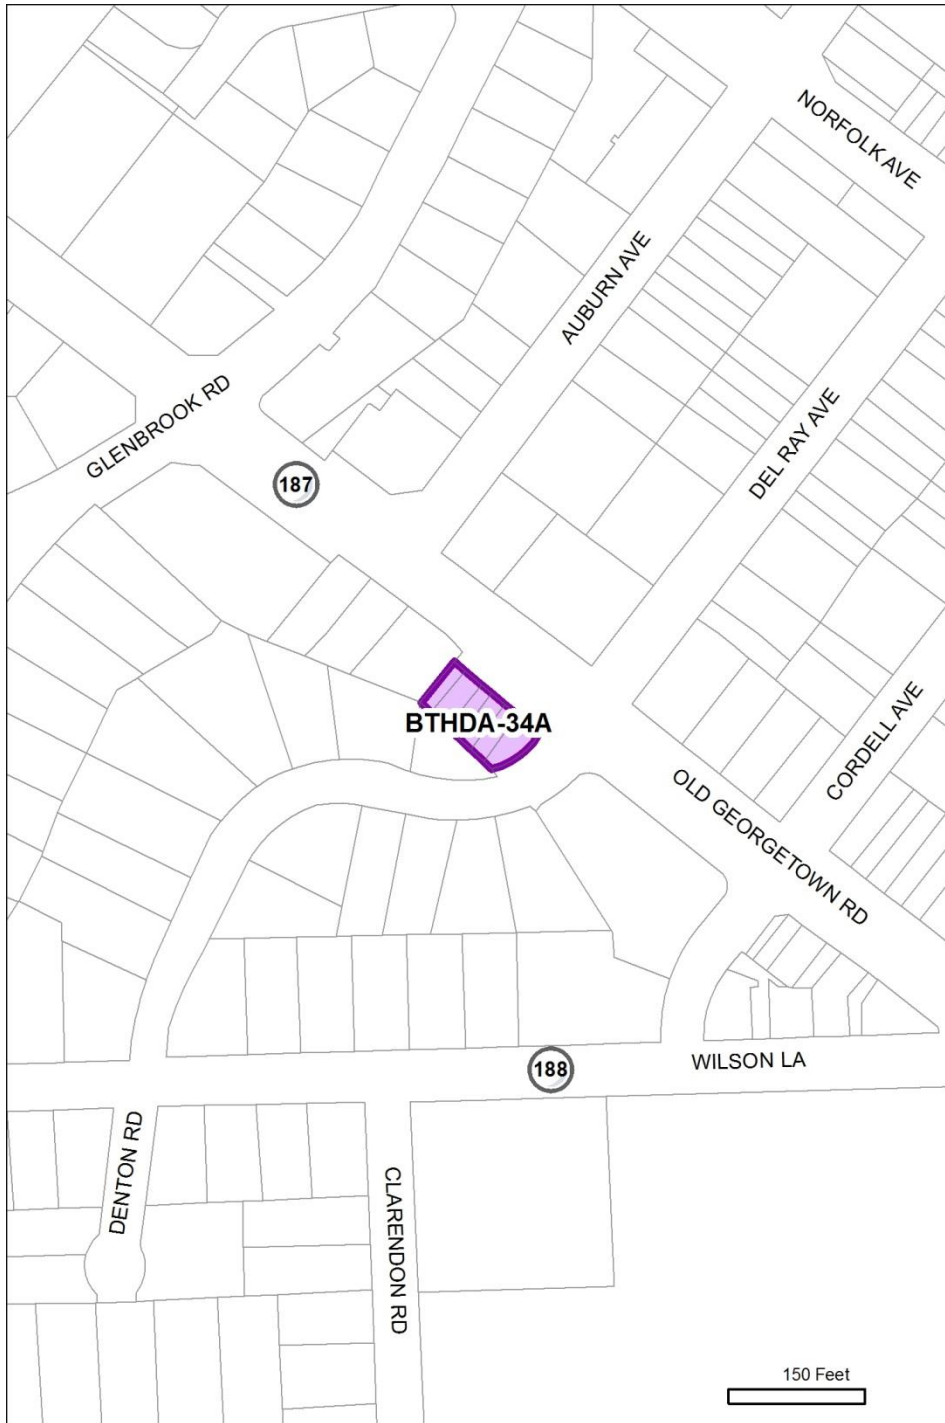 NORFOLK AVE
AUBURN AVE
GLENBROOK RD
DEL RAY AVE
187
BTHDA-34A
CORDELL AVE
OLD GEORGETOWN RD
188
WILSON LA
DENTON RD
CLARENDON RD
150 Feet